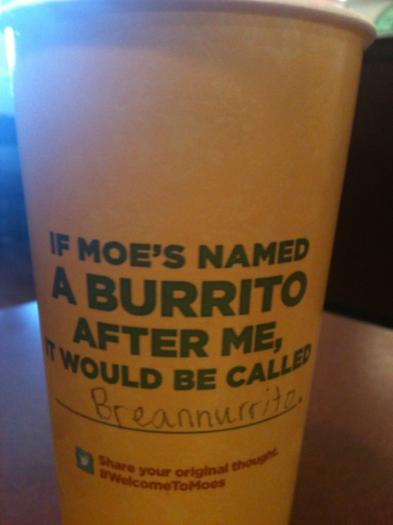 IF MOE'S NAMED
A BURRITO
AFTER ME,
IT WOULD BE CALLED
Breannurrito.
Share your original thought.
#WelcomeToMoes